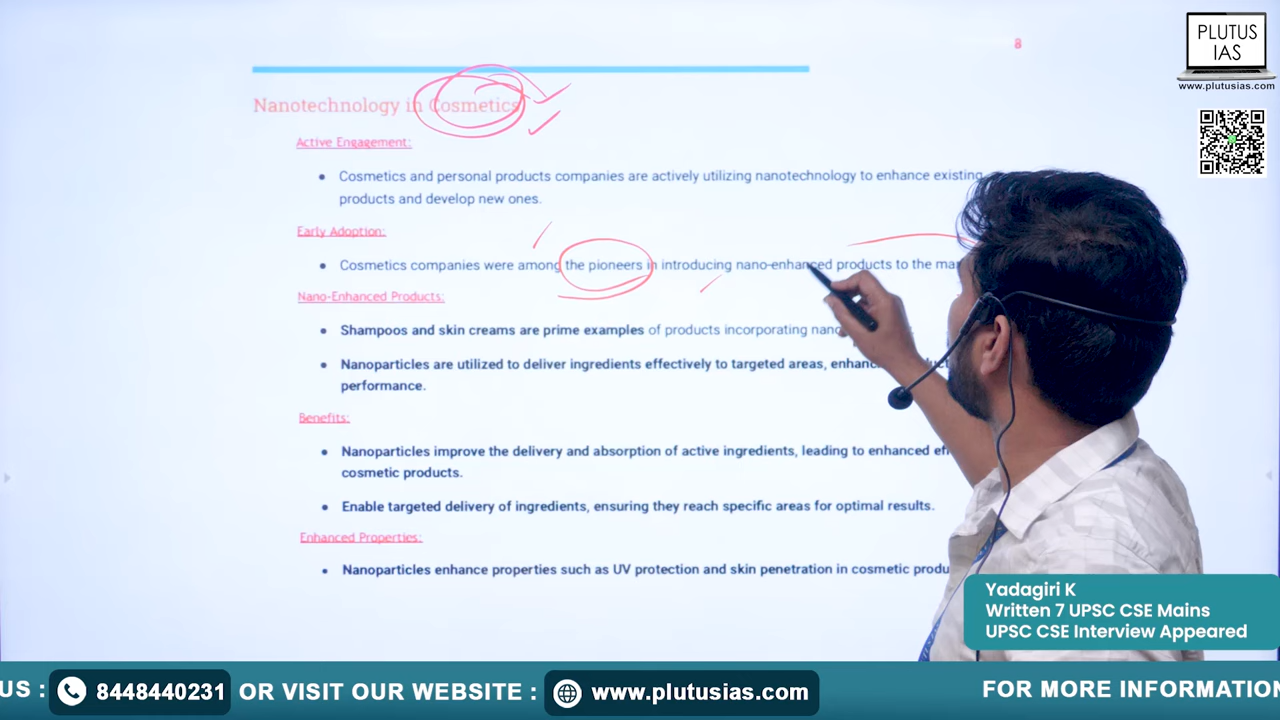 8
PLUTUS
IAS
www.plutusias.com
Nanotechnology in Cosmetics
Active Engagement:
Cosmetics and personal products companies are actively utilizing nanotechnology to enhance existing
products and develop new ones.
Early Adoption:
Cosmetics companies were among the pioneers in introducing nano-enhanced products to the
Nano-Enhanced Products:
Shampoos and skin creams are prime examples of products incorporating
Nanoparticles are utilized to deliver ingredients effectively to targeted areas,
performance.
Benefits:
Nanoparticles improve the delivery and absorption of active ingredients, leading to enhanced
cosmetic products.
Enable targeted delivery of ingredients, ensuring they reach specific areas for optimal results.
Enhanced Properties:
Nanoparticles enhance properties such as UV protection and skin penetration in cosmetic
Yadagiri K
Written 7 UPSC CSE Mains
UPSC CSE Interview Appeared
US : 8448440231 OR VISIT OUR WEBSITE : www.plutusias.com FOR MORE INFORMATION